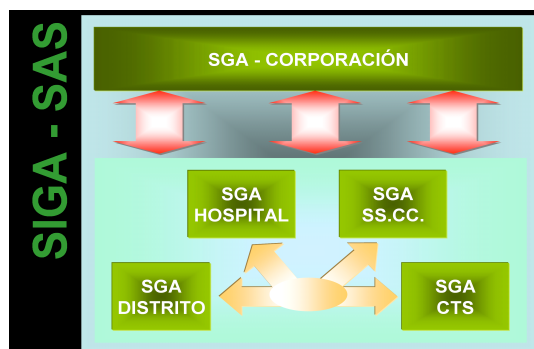 SIGA - SAS
SGA - CORPORACIÓN
SGA
HOSPITAL
SGA
SS.CC.
SGA
DISTRITO
SGA
CTS